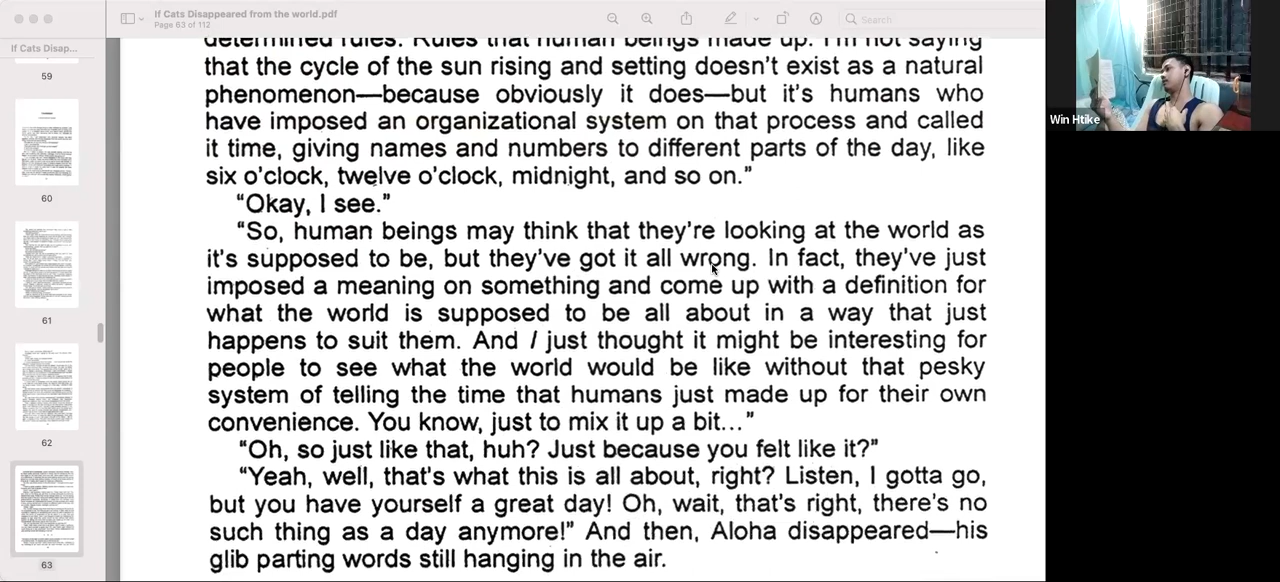 If Cats Disappeared from the world.pdf
Page 63 of 112
Search
If Cats Disap...
59
60
61
62
63
determined rules. Rules that human beings made up. I'm not saying
that the cycle of the sun rising and setting doesn't exist as a natural
phenomenon—because obviously it does—but it's humans who
have imposed an organizational system on that process and called
it time, giving names and numbers to different parts of the day, like
six o'clock, twelve o'clock, midnight, and so on."
"Okay, I see."
"So, human beings may think that they're looking at the world as
it's supposed to be, but they've got it all wrong. In fact, they've just
imposed a meaning on something and come up with a definition for
what the world is supposed to be all about in a way that just
happens to suit them. And I just thought it might be interesting for
people to see what the world would be like without that pesky
system of telling the time that humans just made up for their own
convenience. You know, just to mix it up a bit..."
"Oh, so just like that, huh? Just because you felt like it?"
"Yeah, well, that's what this is all about, right? Listen, I gotta go,
but you have yourself a great day! Oh, wait, that's right, there's no
such thing as a day anymore!" And then, Aloha disappeared—his
glib parting words still hanging in the air.
Win Htike